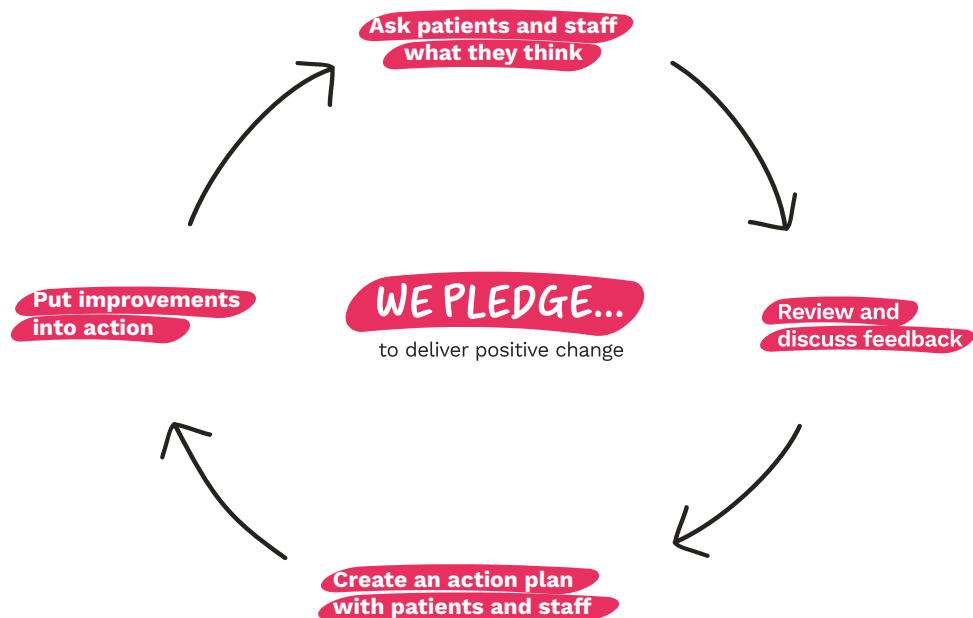 Ask patients and staff
what they think
Review and
discuss feedback
Create an action plan
with patients and staff
Put improvements
into action
WE PLEDGE...
to deliver positive change